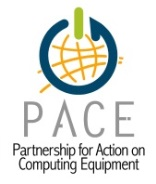 PACE
Partnership for Action on
Computing Equipment